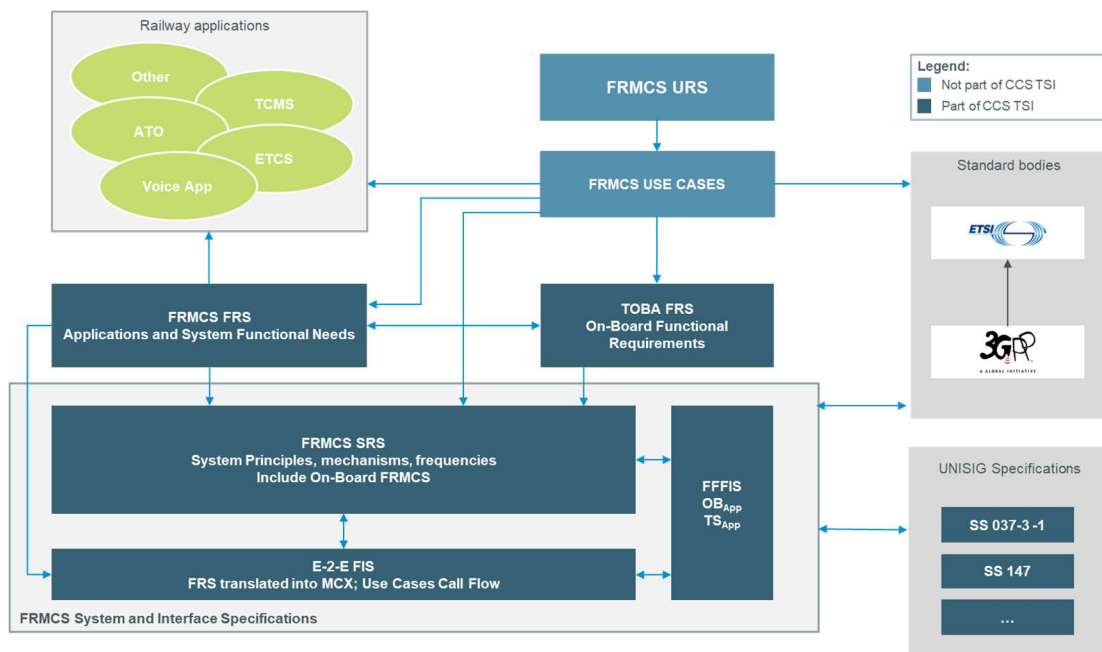 Railway applications
Other
TCMS
ATO
ETCS
Voice App
FRMCS URS
FRMCS USE CASES
Legend:
Not part of CCS TSI
Part of CCS TSI
Standard bodies
ETSI
3GPP
A GLOBAL INITIATIVE
FRMCS FRS
Applications and System Functional Needs
TOBA FRS
On-Board Functional
Requirements
FRMCS SRS
System Principles, mechanisms, frequencies
Include On-Board FRMCS
FFFIS
OBApp
TSApp
E-2-E FIS
FRS translated into MCX; Use Cases Call Flow
FRMCS System and Interface Specifications
UNISIG Specifications
SS 037-3 -1
SS 147
…